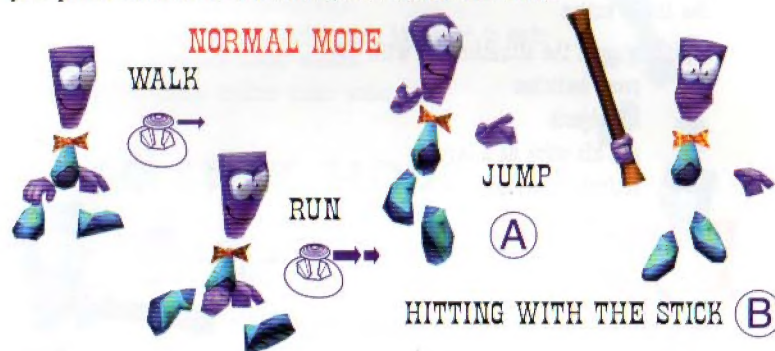 NORMAL MODE
WALK
RUN
JUMP
A
HITTING WITH THE STICK B